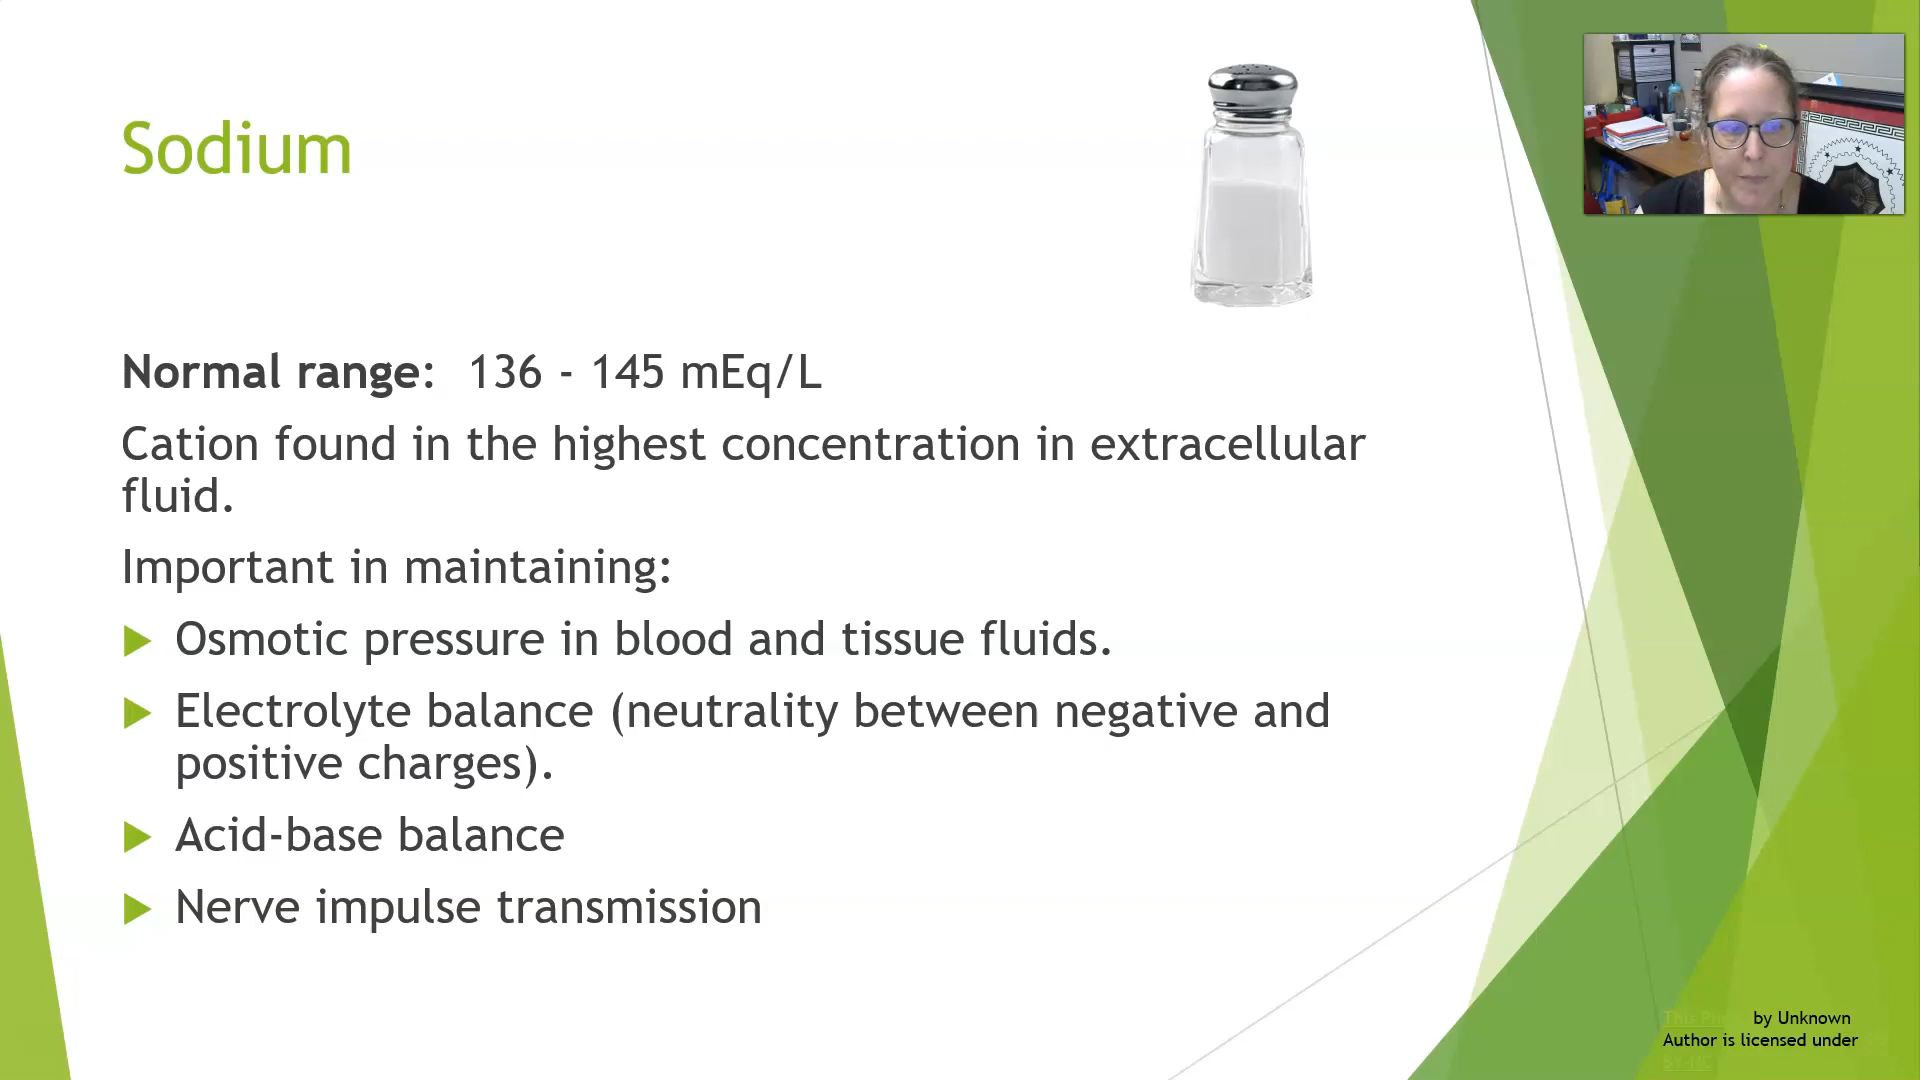 Sodium
Normal range: 136 - 145 mEq/L
Cation found in the highest concentration in extracellular
fluid.
Important in maintaining:
Osmotic pressure in blood and tissue fluids.
Electrolyte balance (neutrality between negative and
positive charges).
Acid-base balance
Nerve impulse transmission
This by Unknown
Author is licensed under